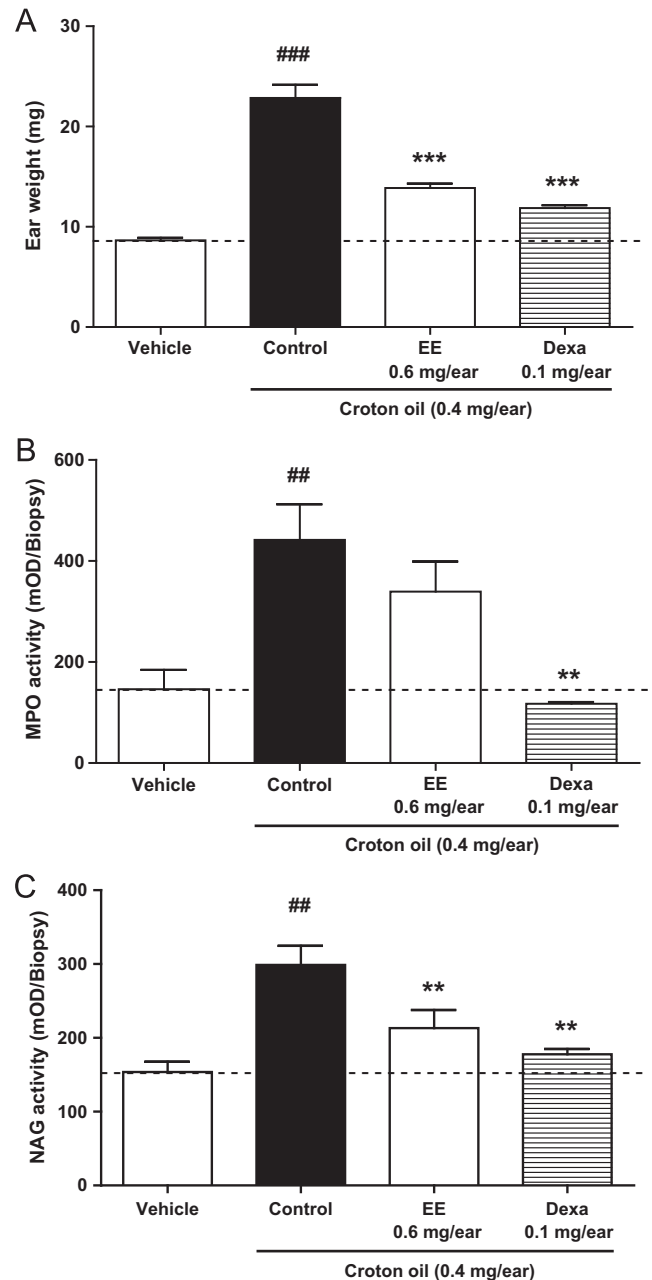 A
Ear weight (mg)
30
20
10
0
###
***
***
Vehicle
Control
EE
0.6 mg/ear
Dexa
0.1 mg/ear
Croton oil (0.4 mg/ear)
B
MPO activity (mOD/Biopsy)
600
400
200
0
##
**
Vehicle
Control
EE
0.6 mg/ear
Dexa
0.1 mg/ear
Croton oil (0.4 mg/ear)
C
NAG activity (mOD/Biopsy)
400
300
200
100
0
##
**
**
Vehicle
Control
EE
0.6 mg/ear
Dexa
0.1 mg/ear
Croton oil (0.4 mg/ear)